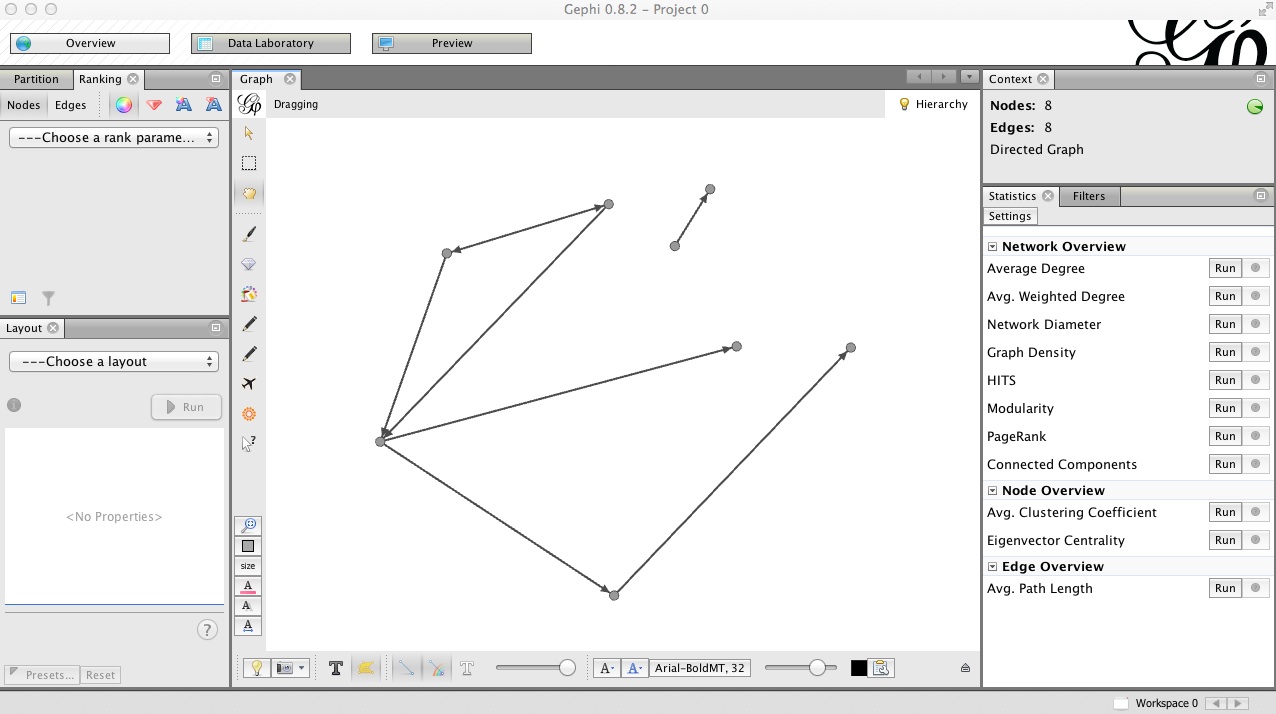 Gephi 0.8.2 – Project 0
Overview
Data Laboratory
Preview
Partition
Ranking
Nodes
Edges
---Choose a rank parame...
Layout
---Choose a layout
Run
<No Properties>
?
Presets...
Reset
Graph
Dragging
Hierarchy
?
size
A
A
A
T
T
A
A
Arial-BoldMT, 32
Context
Nodes: 8
Edges: 8
Directed Graph
Statistics
Filters
Settings
Network Overview
Average Degree Run
Avg. Weighted Degree Run
Network Diameter Run
Graph Density Run
HITS Run
Modularity Run
PageRank Run
Connected Components Run
Node Overview
Avg. Clustering Coefficient Run
Eigenvector Centrality Run
Edge Overview
Avg. Path Length Run
Workspace 0